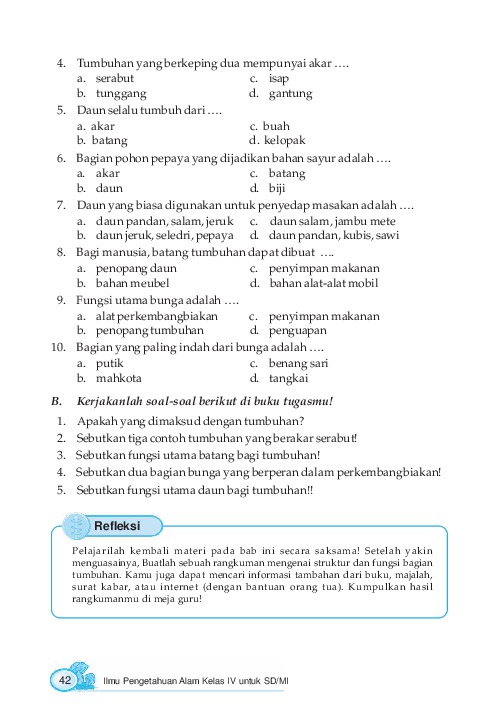 4. Tumbuhan yang berkeping dua mempunyai akar ....
a. serabut c. isap
b. tunggang d. gantung
5. Daun selalu tumbuh dari ....
a. akar c. buah
b. batang d. kelopak
6. Bagian pohon pepaya yang dijadikan bahan sayur adalah ....
a. akar c. batang
b. daun d. biji
7. Daun yang biasa digunakan untuk penyedap masakan adalah ....
a. daun pandan, salam, jeruk c. daun salam, jambu mete
b. daun jeruk, seledri, pepaya d. daun pandan, kubis, sawi
8. Bagi manusia, batang tumbuhan dapat dibuat ....
a. penopang daun c. penyimpan makanan
b. bahan meubel d. bahan alat-alat mobil
9. Fungsi utama bunga adalah ....
a. alat perkembangbiakan c. penyimpan makanan
b. penopang tumbuhan d. penguapan
10. Bagian yang paling indah dari bunga adalah ....
a. putik c. benang sari
b. mahkota d. tangkai
B. Kerjakanlah soal-soal berikut di buku tugasmu!
1. Apakah yang dimaksud dengan tumbuhan?
2. Sebutkan tiga contoh tumbuhan yang berakar serabut!
3. Sebutkan fungsi utama batang bagi tumbuhan!
4. Sebutkan dua bagian bunga yang berperan dalam perkembangbiakan!
5. Sebutkan fungsi utama daun bagi tumbuhan!!
Refleksi
Pelajarilah kembali materi pada bab ini secara saksama! Setelah yakin
menguasainya, Buatlah sebuah rangkuman mengenai struktur dan fungsi bagian
tumbuhan. Kamu juga dapat mencari informasi tambahan dari buku, majalah,
surat kabar, atau internet (dengan bantuan orang tua). Kumpulkan hasil
rangkumanmu di meja guru!
42 Ilmu Pengetahuan Alam Kelas IV untuk SD/MI